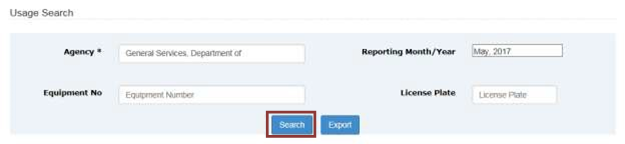 Usage Search
Agency * General Services, Department of Reporting Month/Year May, 2017
Equipment No Equipment Number License Plate License Plate
Search Export